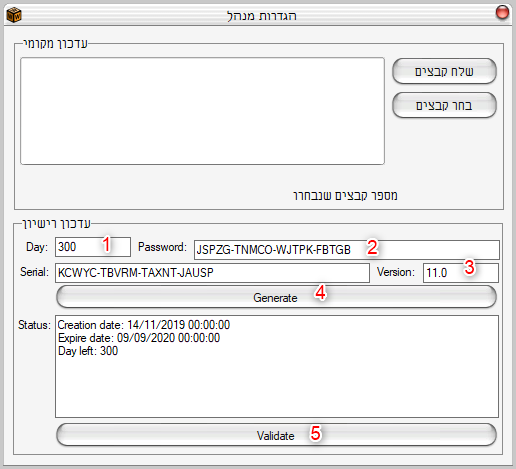 הגדרות מנהל
עדכון מקומי
שלח קבצים
בחר קבצים
מספר קבצים שנבחרו
עדכון רישיון
Day: 300 1 Password: JSPZG-TNMCO-WJTPK-FBTGB 2
Serial: KCWYC-TBVRM-TAXNT-JAUSP Version: 11.0 3
Generate 4
Status: Creation date: 14/11/2019 00:00:00
Expire date: 09/09/2020 00:00:00
Day left: 300
Validate 5